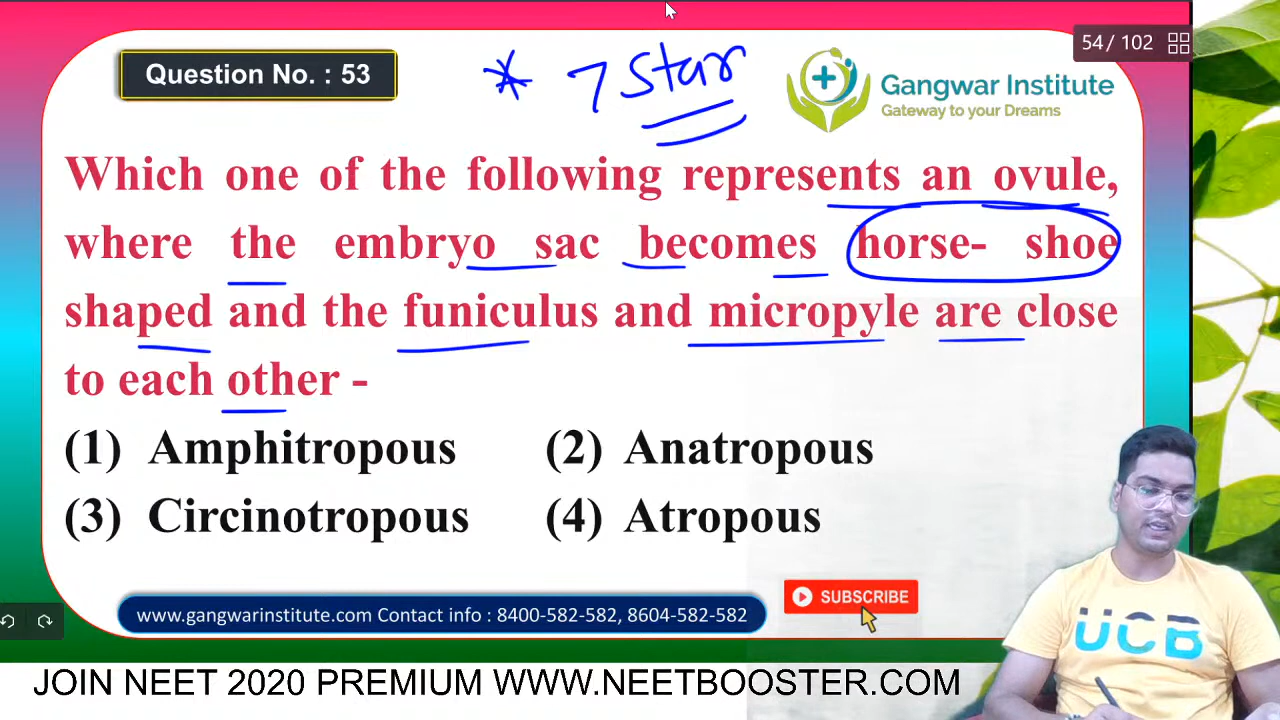 54 / 102
Question No. : 53
* 7 Star
Gangwar Institute
Gateway to your Dreams
Which one of the following represents an ovule,
where the embryo sac becomes horse- shoe
shaped and the funiculus and micropyle are close
to each other -
(1) Amphitropous (2) Anatropous
(3) Circinotropous (4) Atropous
SUBSCRIBE
www.gangwarinstitute.com Contact info : 8400-582-582, 8604-582-582
UCB
JOIN NEET 2020 PREMIUM WWW.NEETBOOSTER.COM